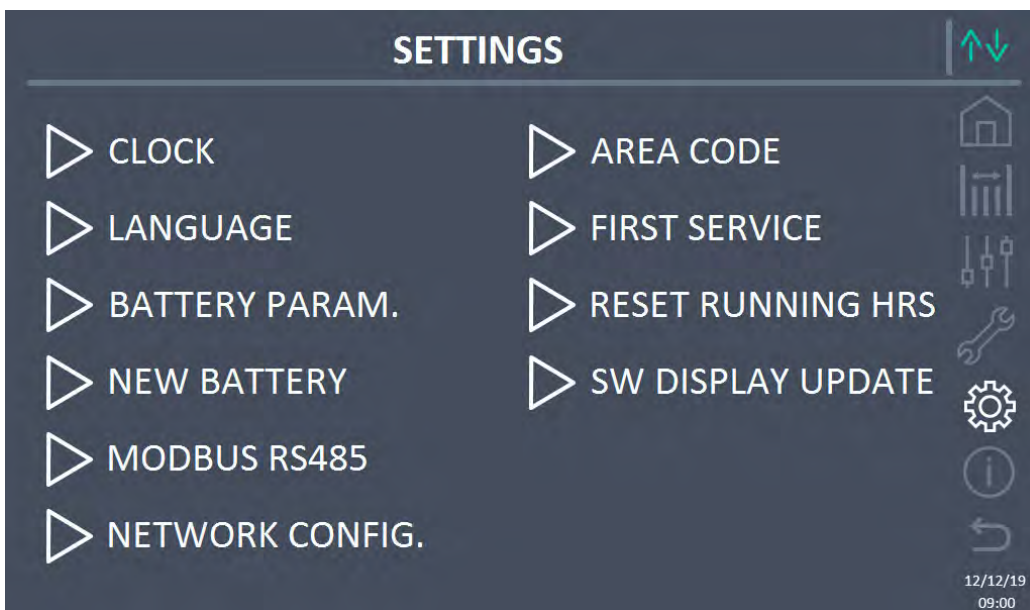 SETTINGS
CLOCK
LANGUAGE
BATTERY PARAM.
NEW BATTERY
MODBUS RS485
NETWORK CONFIG.
AREA CODE
FIRST SERVICE
RESET RUNNING HRS
SW DISPLAY UPDATE
12/12/19
09:00